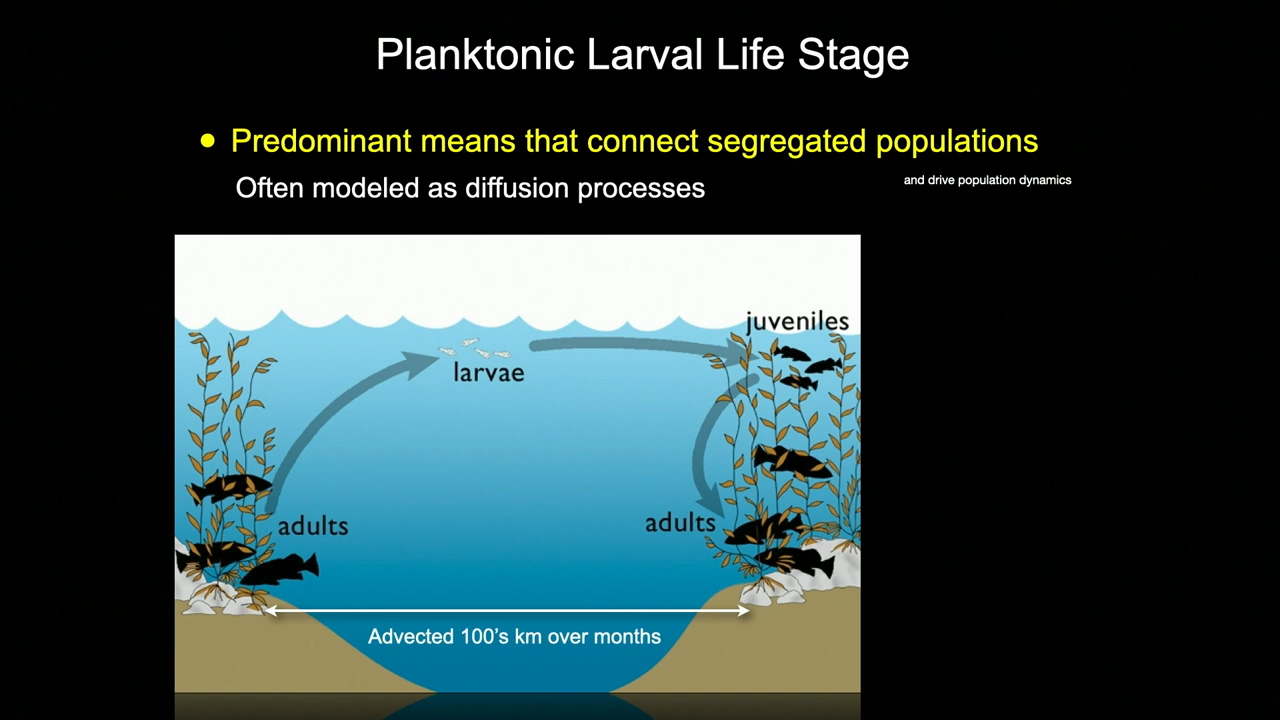 Planktonic Larval Life Stage
● Predominant means that connect segregated populations
Often modeled as diffusion processes
and drive population dynamics
juveniles
larvae
adults
adults
Advected 100's km over months